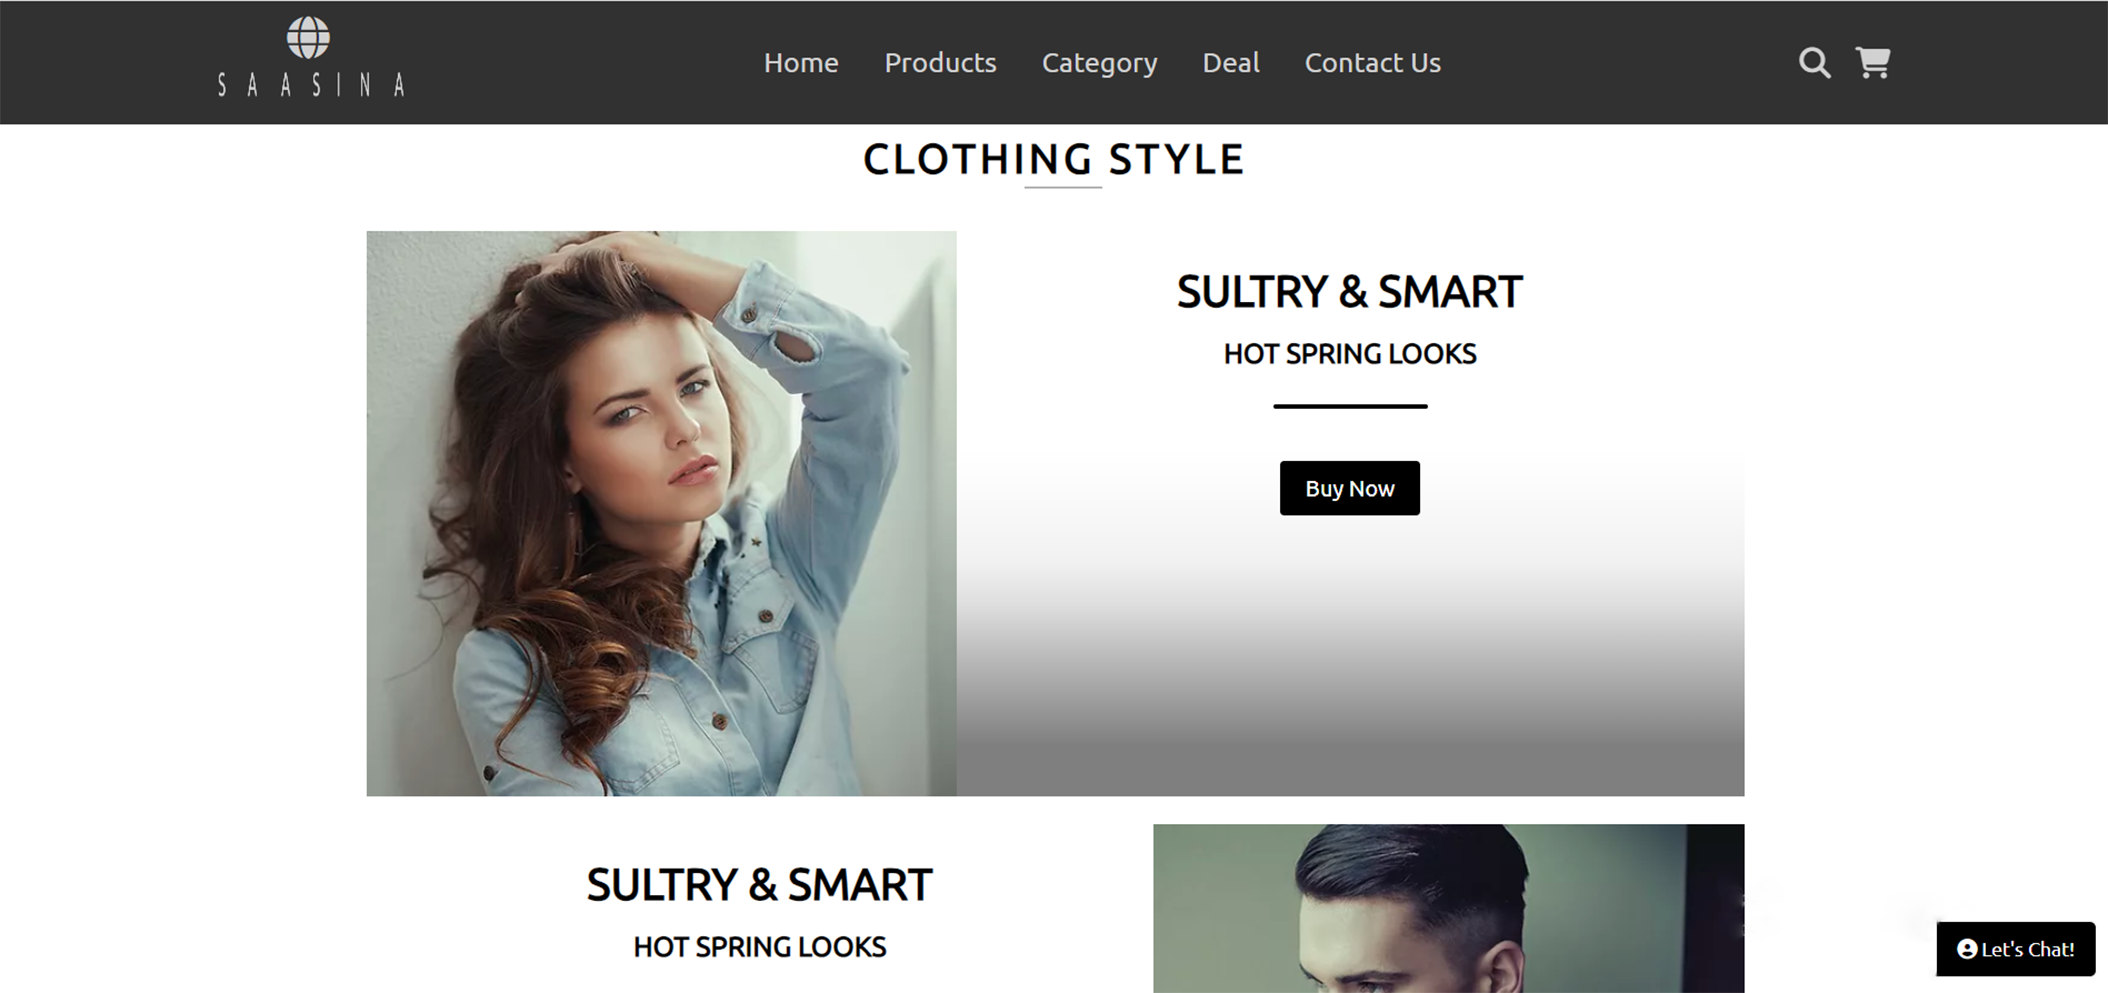 SAASINA
Home Products Category Deal Contact Us
CLOTHING STYLE
SULTRY & SMART
HOT SPRING LOOKS
Buy Now
SULTRY & SMART
HOT SPRING LOOKS
Let's Chat!